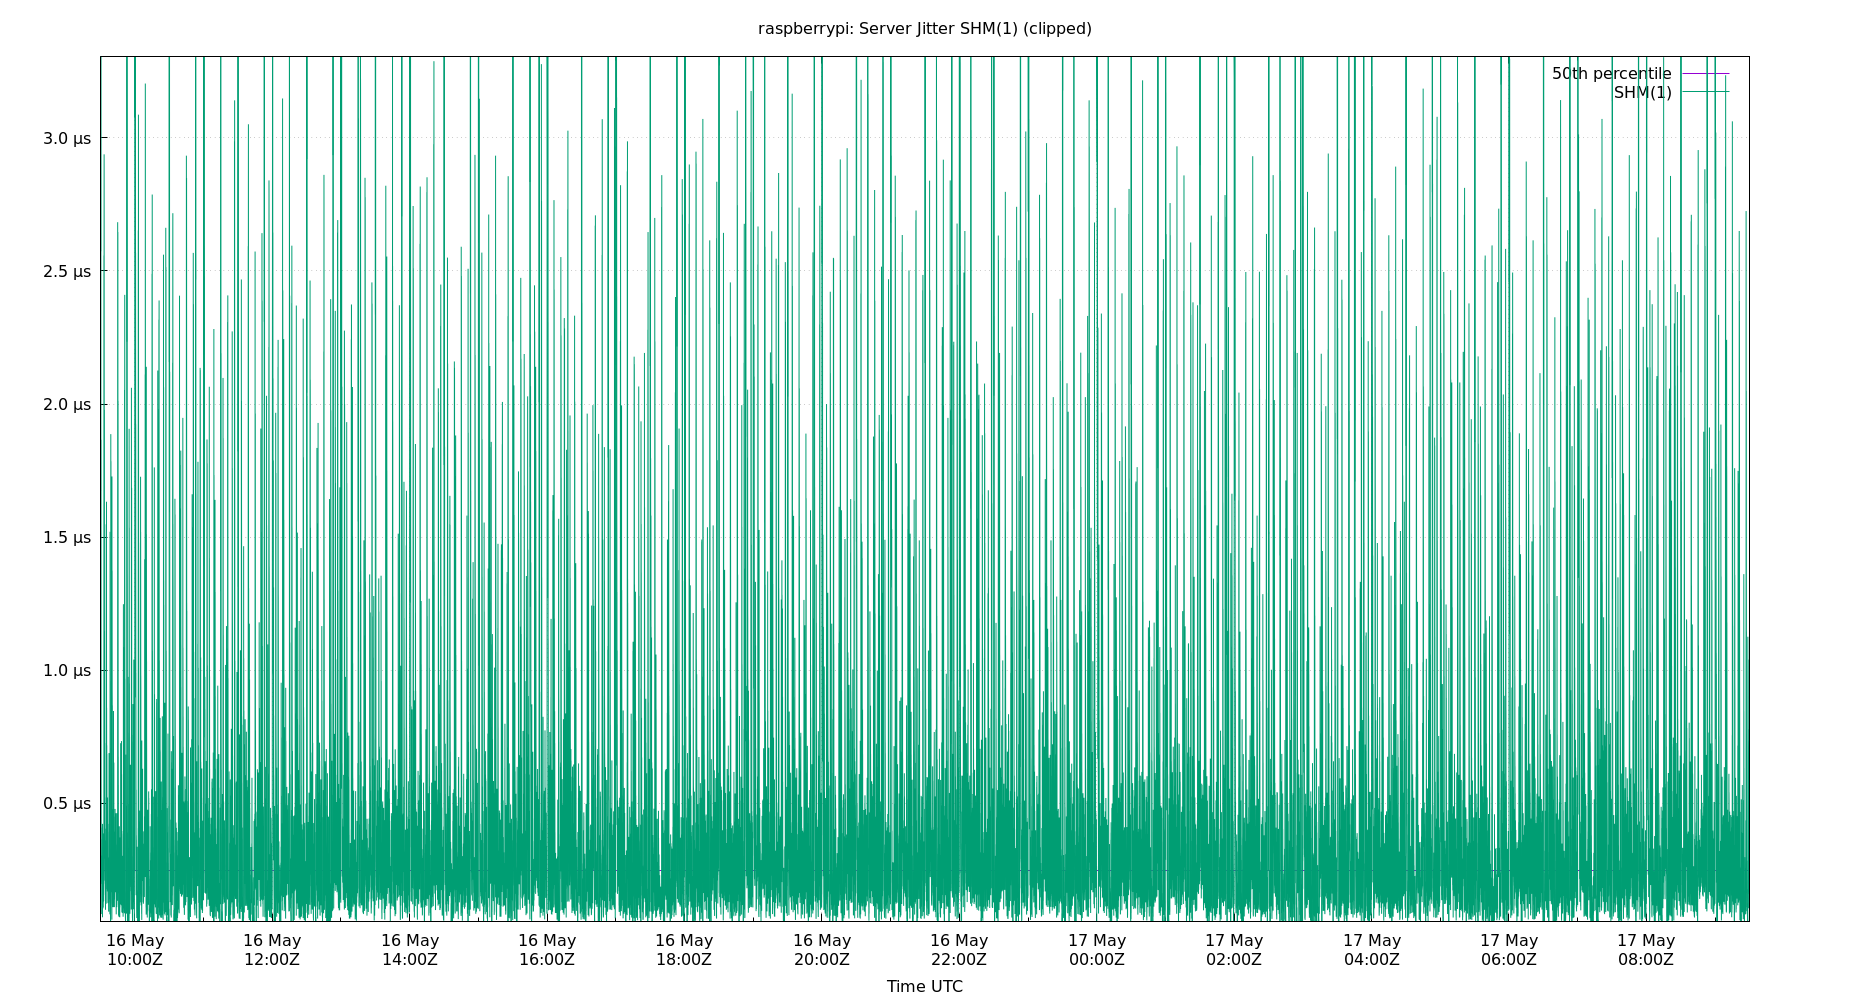 raspberrypi: Server Jitter SHM(1) (clipped)
50th percentile
SHM(1)
3.0 µs
2.5 µs
2.0 µs
1.5 µs
1.0 µs
0.5 µs
16 May 16 May 16 May 16 May 16 May 16 May 16 May 17 May 17 May 17 May 17 May 17 May
10:00Z 12:00Z 14:00Z 16:00Z 18:00Z 20:00Z 22:00Z 00:00Z 02:00Z 04:00Z 06:00Z 08:00Z
Time UTC